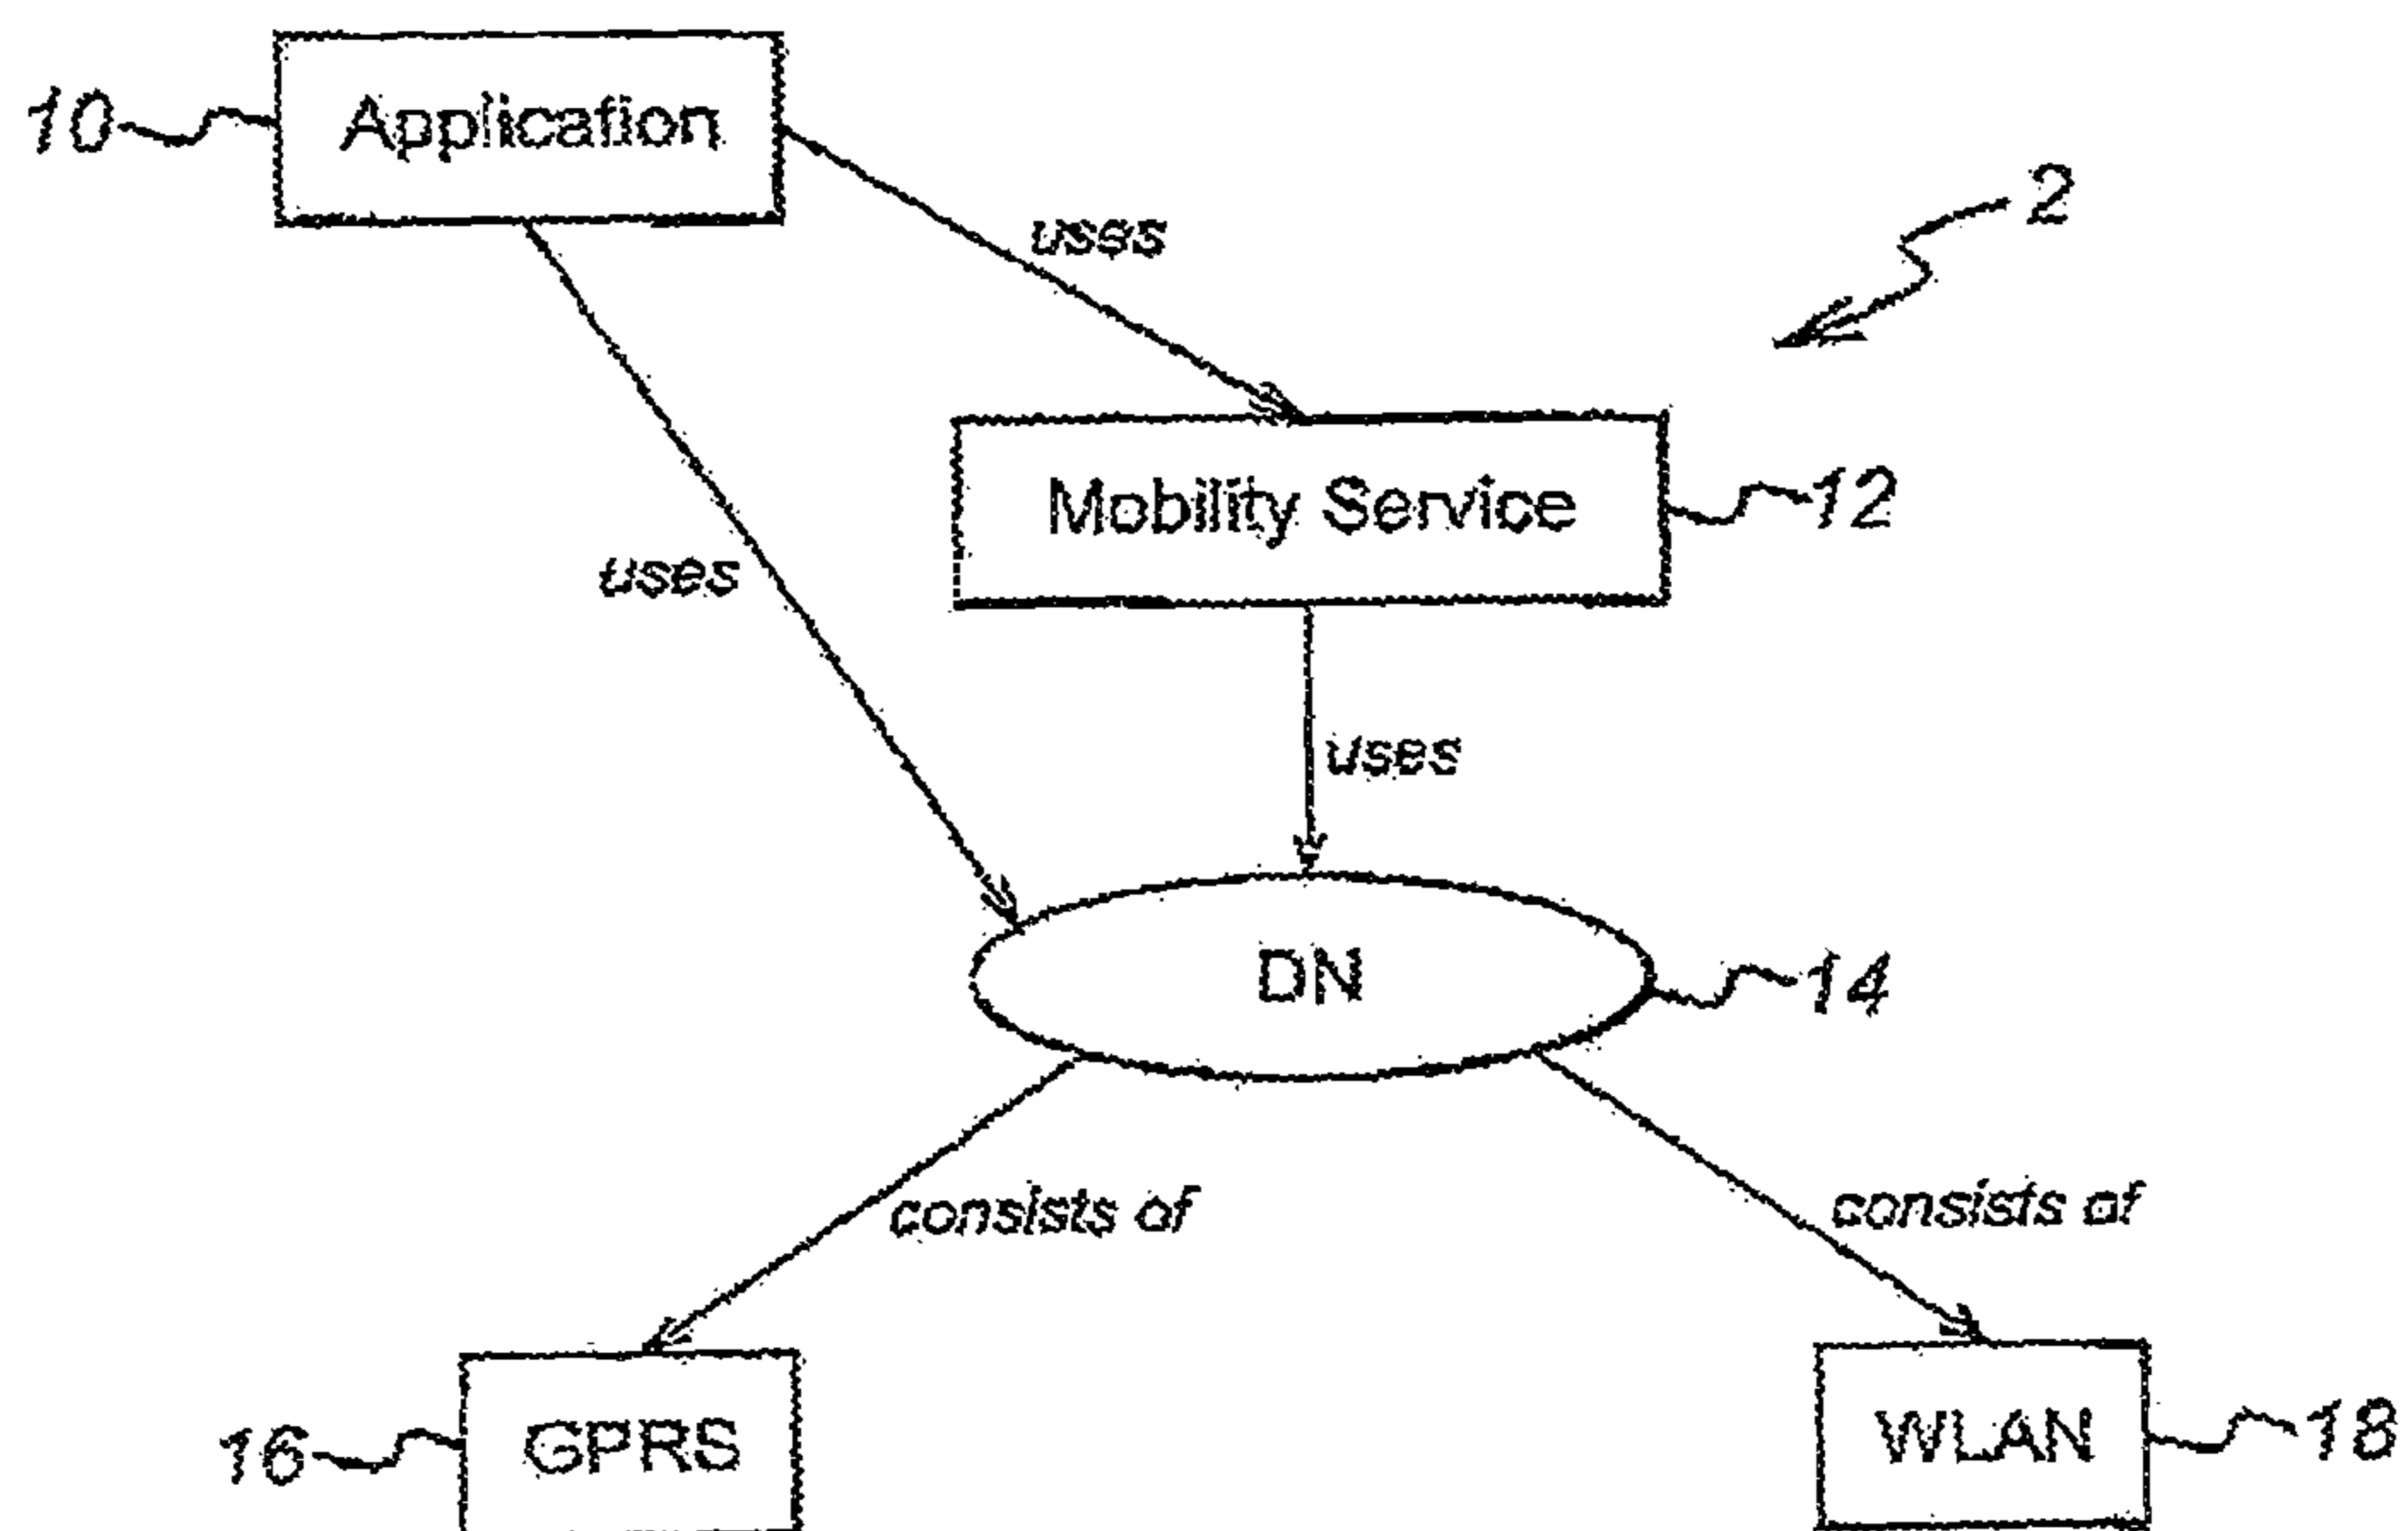 10
Application
2
uses
Mobility Service
12
uses
uses
DN
14
consists of
consists of
16
GPRS
WLAN
18